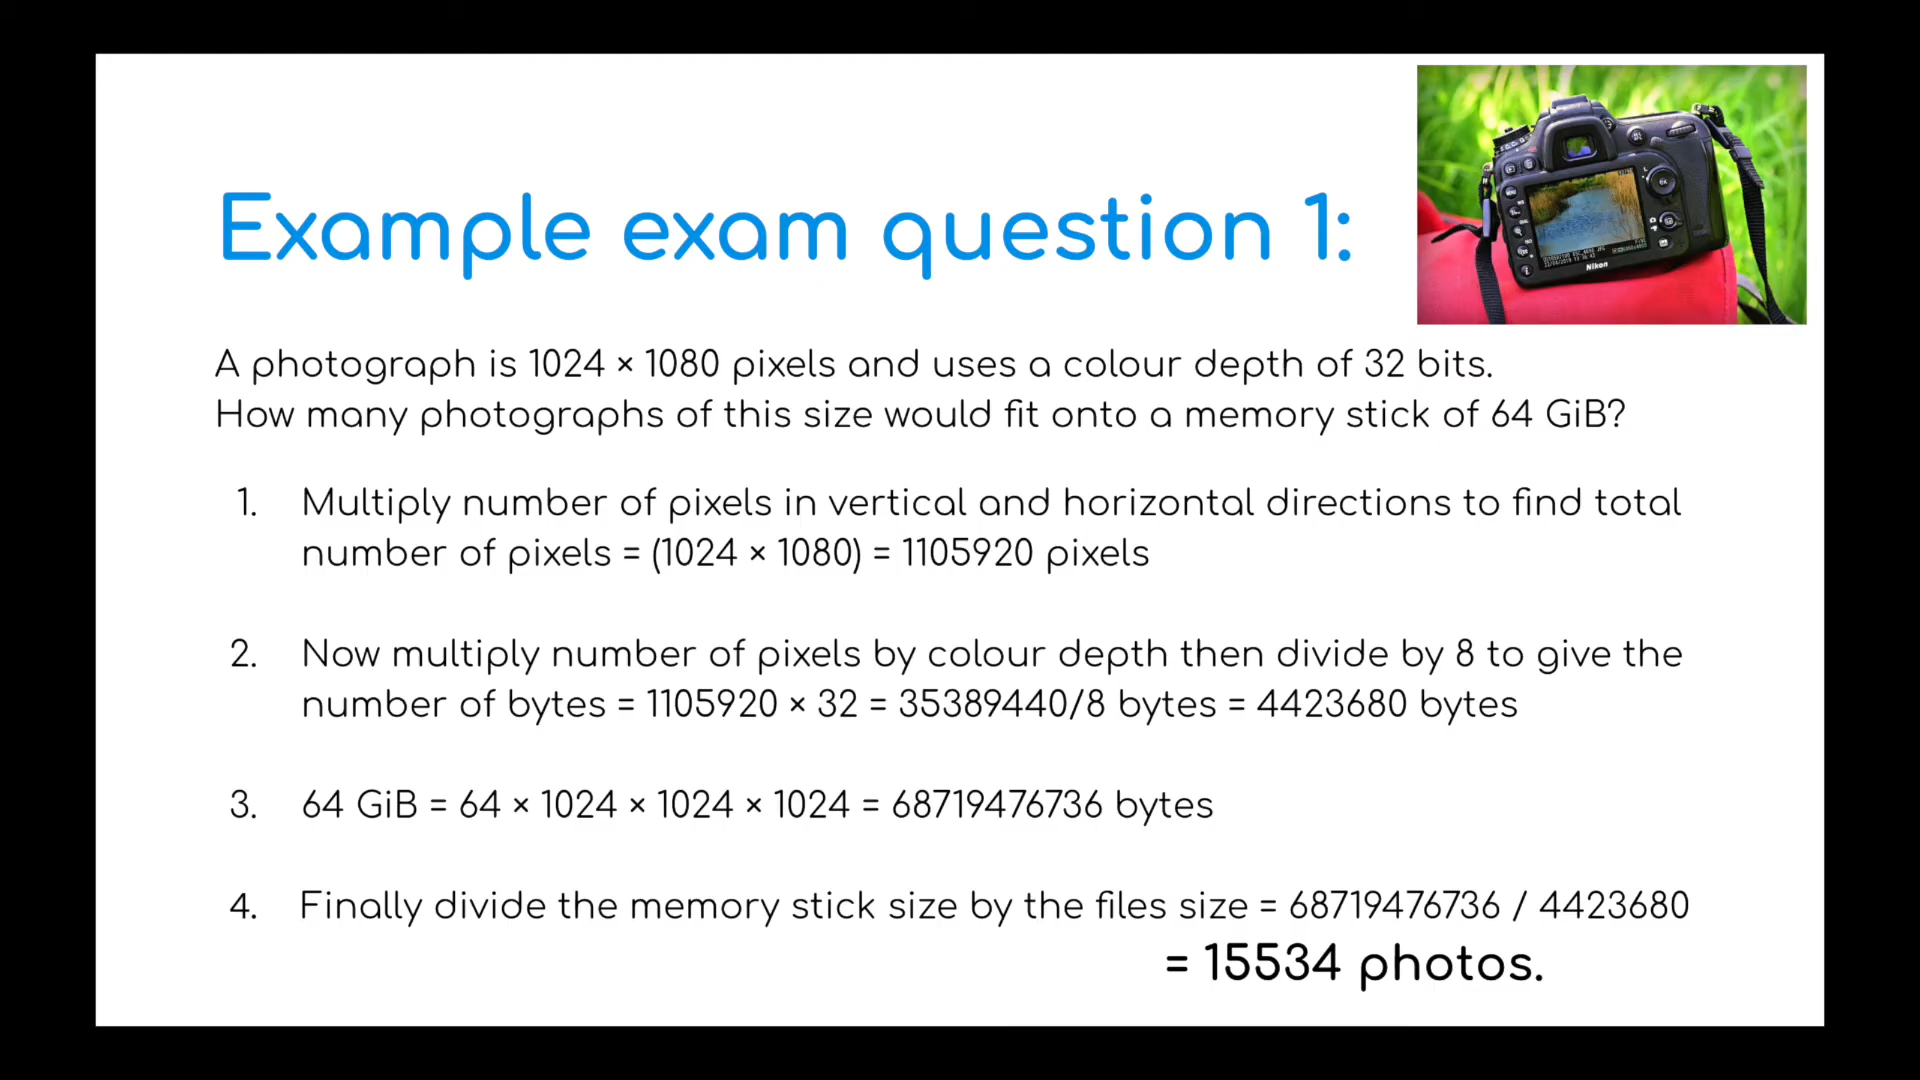 Example exam question 1:
Nikon
A photograph is 1024 × 1080 pixels and uses a colour depth of 32 bits.
How many photographs of this size would fit onto a memory stick of 64 GiB?
1. Multiply number of pixels in vertical and horizontal directions to find total
number of pixels = (1024 × 1080) = 1105920 pixels
2. Now multiply number of pixels by colour depth then divide by 8 to give the
number of bytes = 1105920 × 32 = 35389440/8 bytes = 4423680 bytes
3. 64 GiB = 64 × 1024 × 1024 × 1024 = 68719476736 bytes
4. Finally divide the memory stick size by the files size = 68719476736 / 4423680
= 15534 photos.